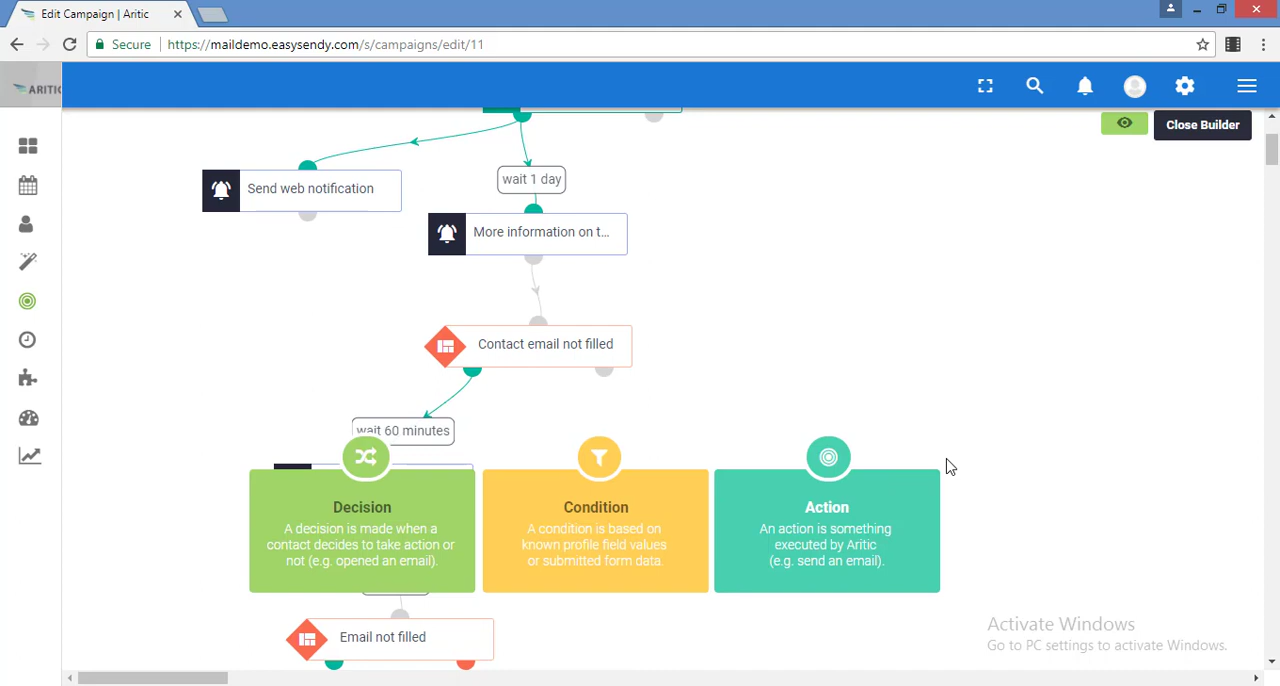 Edit Campaign | Aritic
Secure
https://maildemo.easysendy.com/s/campaigns/edit/11
ARITIC
Close Builder
Send web notification
wait 1 day
More information on t...
Contact email not filled
wait 60 minutes
Decision
A decision is made when a
contact decides to take action or
not (e.g. opened an email).
Condition
A condition is based on
known profile field values
or submitted form data.
Action
An action is something
executed by Aritic
(e.g. send an email).
Email not filled
Activate Windows
Go to PC settings to activate Windows.